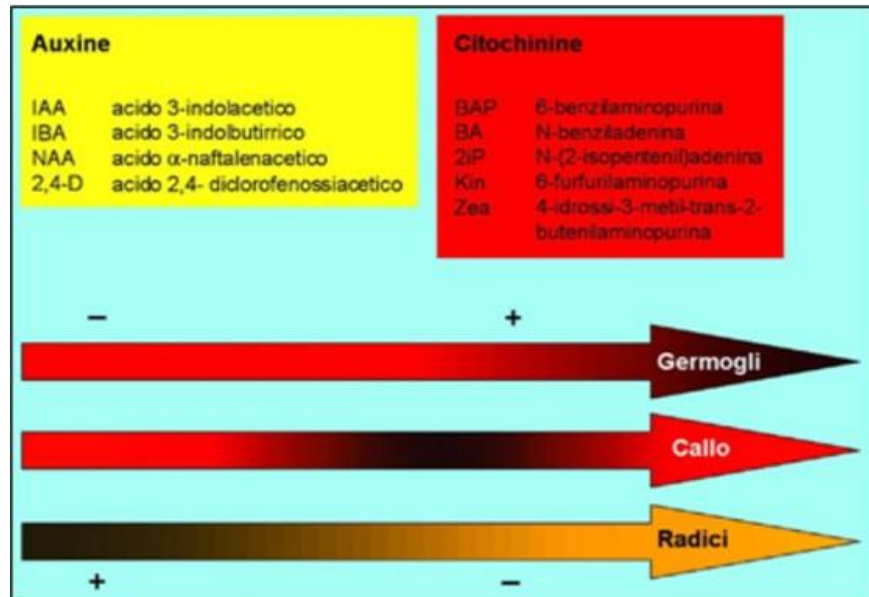 Auxine
IAA acido 3-indolacetico
IBA acido 3-indolbutirrico
NAA acido α-naftalenacetico
2,4-D acido 2,4- diclorofenossiacetico
Citochinine
BAP 6-benzilaminopurina
BA N-benziladenina
2iP N-(2-isopentenil)adenina
Kin 6-furfurilaminopurina
Zea 4-idrossi-3-metil-trans-2-
butenilaminopurina
− +
Germogli
Callo
Radici
+ −